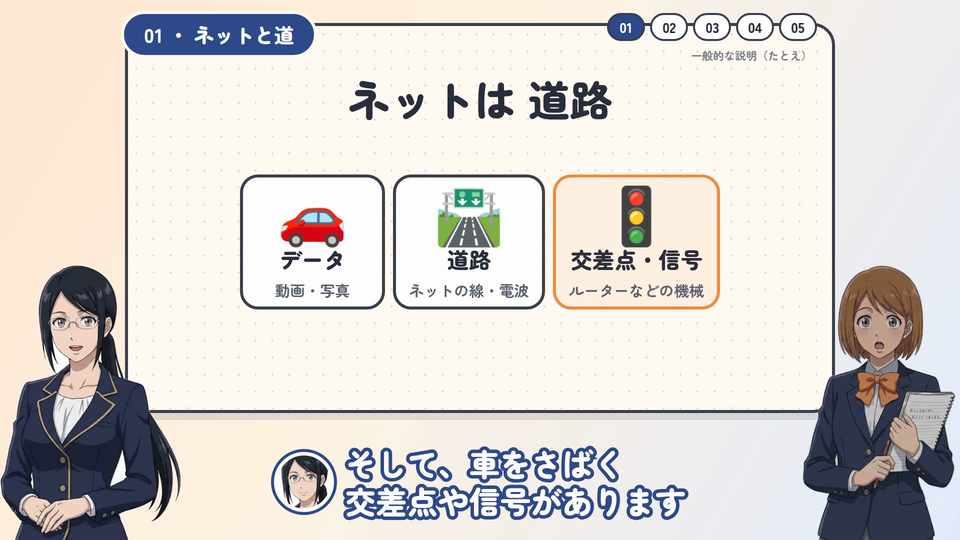 01 ・ ネットと道
01 02 03 04 05
一般的な説明（たとえ）
ネットは 道路
データ
動画・写真
道路
ネットの線・電波
交差点・信号
ルーターなどの機械
そして、車をさばく
交差点や信号があります